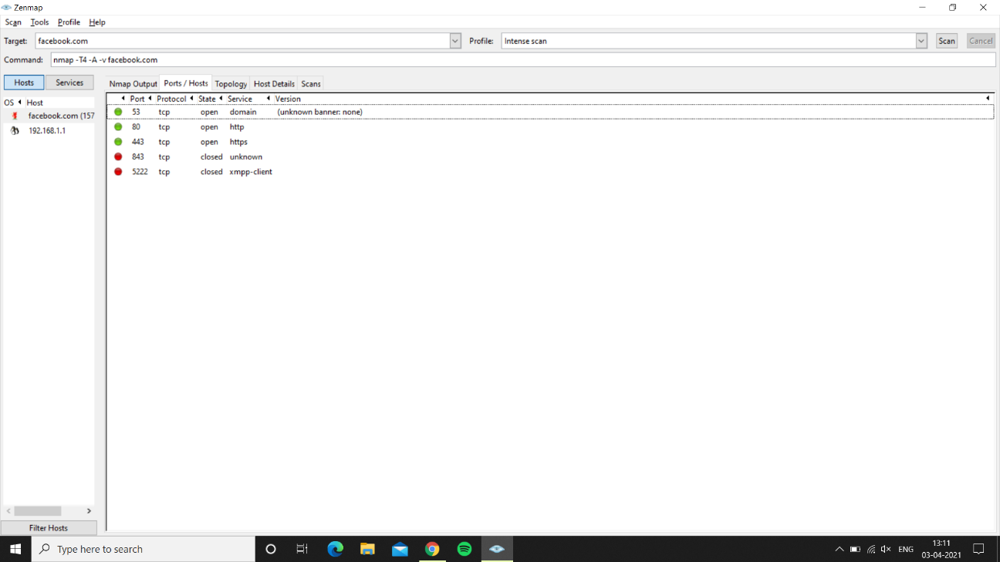 Zenmap
Scan Tools Profile Help
Target: facebook.com Profile: Intense scan Scan Cancel
Command: nmap -T4 -A -v facebook.com
Hosts Services Nmap Output Ports / Hosts Topology Host Details Scans
OS Host Port Protocol State Service Version
facebook.com (157 53 tcp open domain (unknown banner: none)
192.168.1.1 80 tcp open http
443 tcp open https
843 tcp closed unknown
5222 tcp closed xmpp-client
Filter Hosts
Type here to search ENG 13:11
03-04-2021